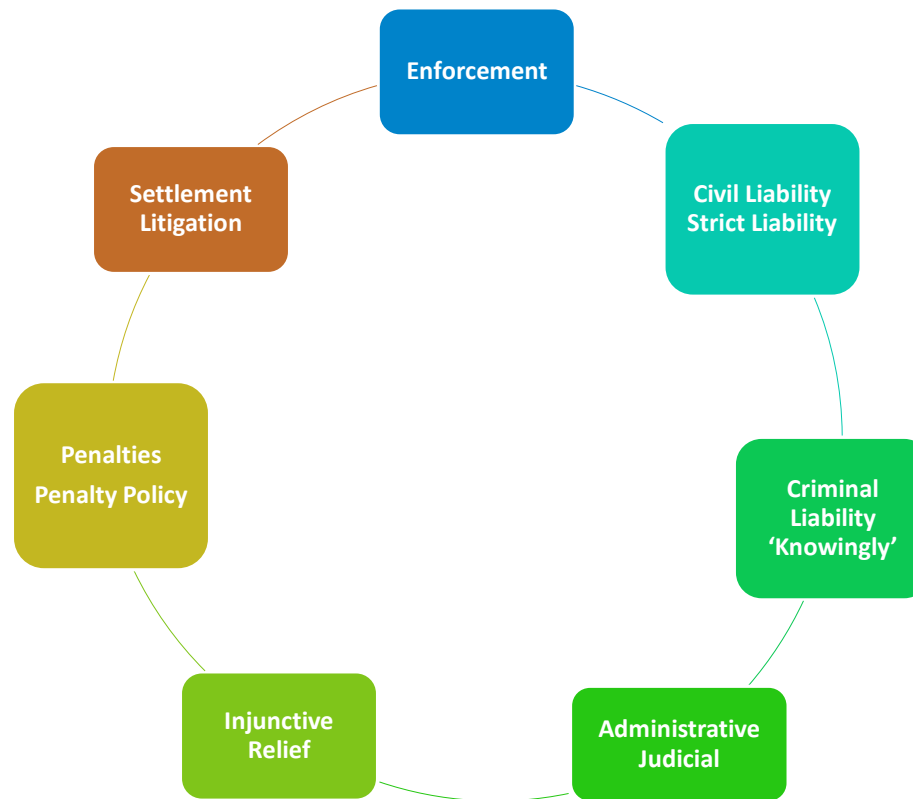 Enforcement
Civil Liability
Strict Liability
Criminal
Liability
‘Knowingly’
Administrative
Judicial
Injunctive
Relief
Penalties
Penalty Policy
Settlement
Litigation